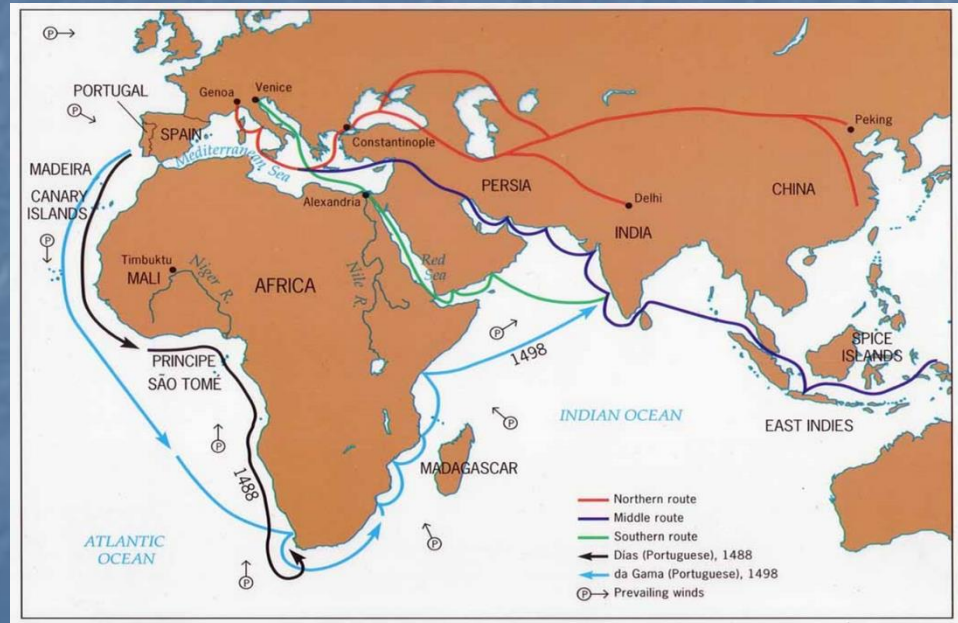 P
PORTUGAL
P
SPAIN
Genoa
Venice
Mediterranean Sea
Constantinople
Peking
MADEIRA
CANARY
ISLANDS
Alexandria
PERSIA
Delhi
INDIA
CHINA
P
Timbuktu
MALI
Niger R.
AFRICA
Nile R.
Red
Sea
P
1498
PRINCIPE
SÃO TOMÉ
SPICE
ISLANDS
EAST INDIES
INDIAN OCEAN
P
P
1488
MADAGASCAR
ATLANTIC
OCEAN
P
P
Northern route
Middle route
Southern route
Días (Portuguese), 1488
da Gama (Portuguese), 1498
P Prevailing winds